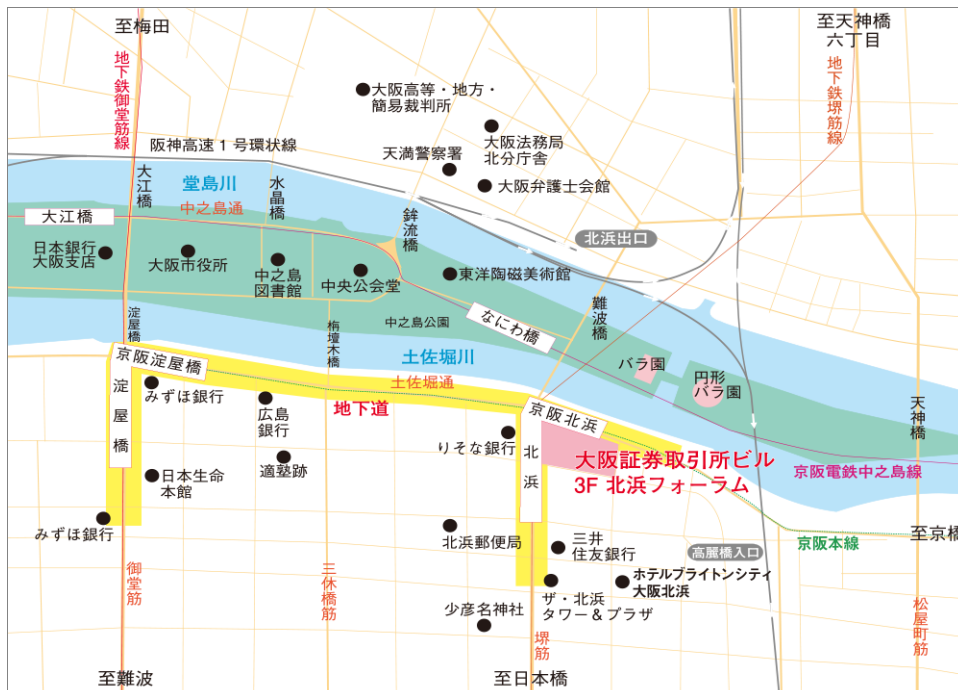 至梅田
至天神橋
六丁目
地下鉄御堂筋線
地下鉄堺筋線
大阪高等・地方・
簡易裁判所
大阪法務局
北分庁舎
阪神高速1号環状線
天満警察署
大阪弁護士会館
大江橋
堂島川
水晶橋
中之島通
鉾流橋
大江橋
北浜出口
日本銀行
大阪支店
大阪市役所
中之島
図書館
中央公会堂
東洋陶磁美術館
難波橋
淀屋橋
栴壇木橋
中之島公園
なにわ橋
土佐堀川
バラ園
円形
バラ園
天神橋
京阪淀屋橋
淀屋橋
みずほ銀行
土佐堀通
地下道
広島
銀行
京阪北浜
りそな銀行
北浜
適塾跡
大阪証券取引所ビル
3F 北浜フォーラム
京阪電鉄中之島線
日本生命
本館
みずほ銀行
北浜郵便局
三井
住友銀行
高麗橋入口
京阪本線
至京橋
ホテルブライトンシティ
大阪北浜
ザ・北浜
タワー&プラザ
少彦名神社
御堂筋
三休橋筋
堺筋
松屋町筋
至難波
至日本橋